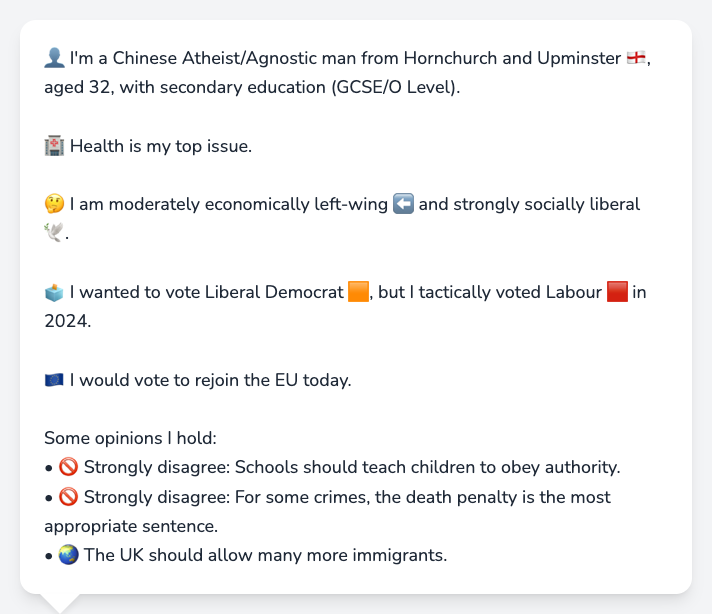 👤 I'm a Chinese Atheist/Agnostic man from Hornchurch and Upminster 🏴󠁧󠁢󠁥󠁮󠁧󠁿,
aged 32, with secondary education (GCSE/O Level).
🏥 Health is my top issue.
🤔 I am moderately economically left-wing ⬅️ and strongly socially liberal
🕊️.
🗳️ I wanted to vote Liberal Democrat 🟧, but I tactically voted Labour 🟥 in
2024.
🇪🇺 I would vote to rejoin the EU today.
Some opinions I hold:
• 🚫 Strongly disagree: Schools should teach children to obey authority.
• 🚫 Strongly disagree: For some crimes, the death penalty is the most
appropriate sentence.
• 🌏 The UK should allow many more immigrants.